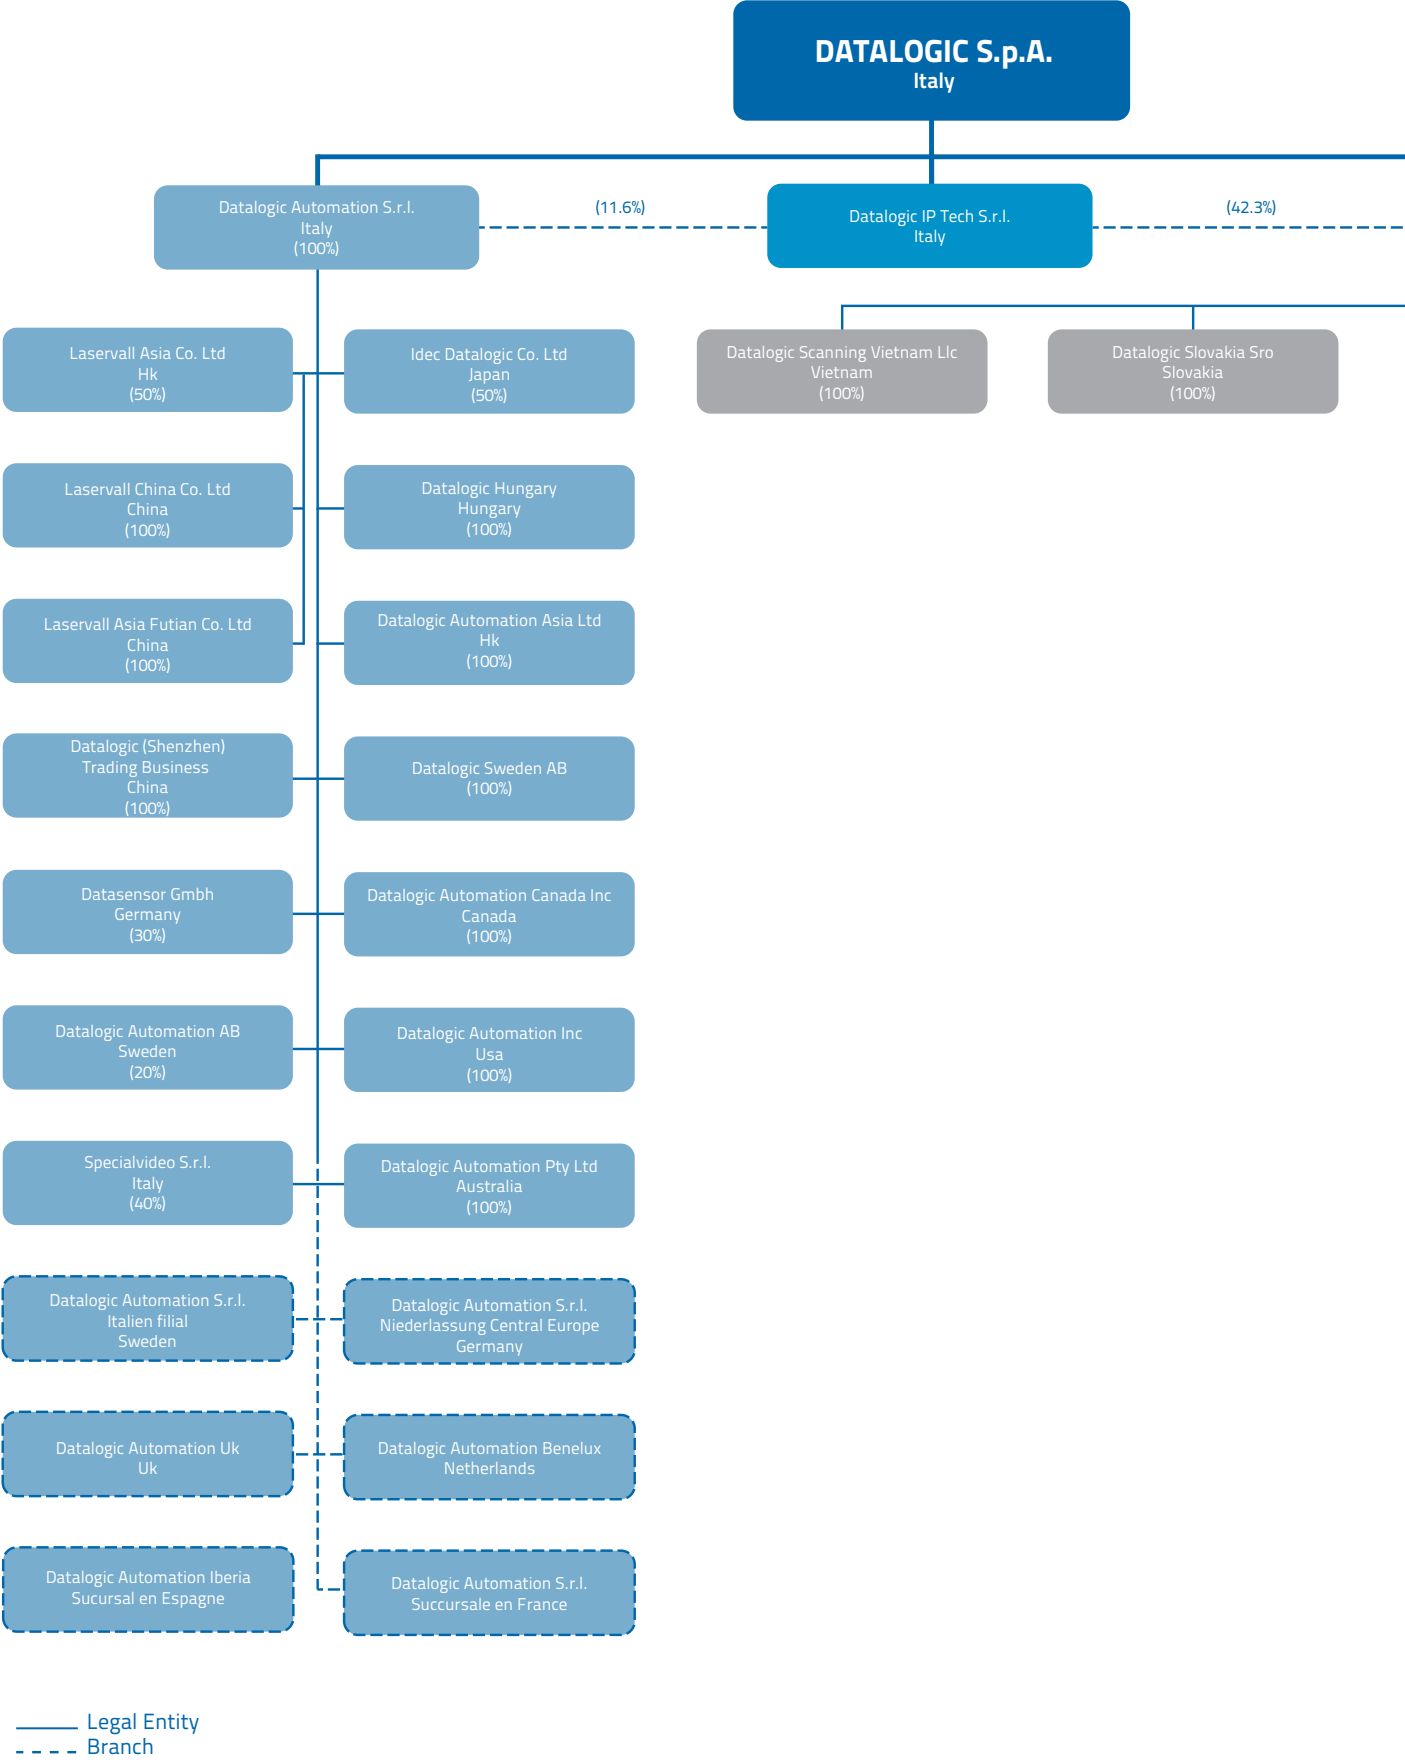 DATALOGIC S.p.A.
Italy
Datalogic Automation S.r.l.
Italy
(100%)
(11.6%)
Datalogic IP Tech S.r.l.
Italy
(42.3%)
Laservall Asia Co. Ltd
Hk
(50%)
Idec Datalogic Co. Ltd
Japan
(50%)
Datalogic Scanning Vietnam Llc
Vietnam
(100%)
Datalogic Slovakia Sro
Slovakia
(100%)
Laservall China Co. Ltd
China
(100%)
Datalogic Hungary
Hungary
(100%)
Laservall Asia Futian Co. Ltd
China
(100%)
Datalogic Automation Asia Ltd
Hk
(100%)
Datalogic (Shenzhen)
Trading Business
China
(100%)
Datalogic Sweden AB
(100%)
Datasensor Gmbh
Germany
(30%)
Datalogic Automation Canada Inc
Canada
(100%)
Datalogic Automation AB
Sweden
(20%)
Datalogic Automation Inc
Usa
(100%)
Specialvideo S.r.l.
Italy
(40%)
Datalogic Automation Pty Ltd
Australia
(100%)
Datalogic Automation S.r.l.
Italien filial
Sweden
Datalogic Automation S.r.l.
Niederlassung Central Europe
Germany
Datalogic Automation Uk
Uk
Datalogic Automation Benelux
Netherlands
Datalogic Automation Iberia
Sucursal en Espagne
Datalogic Automation S.r.l.
Succursale en France
Legal Entity
Branch